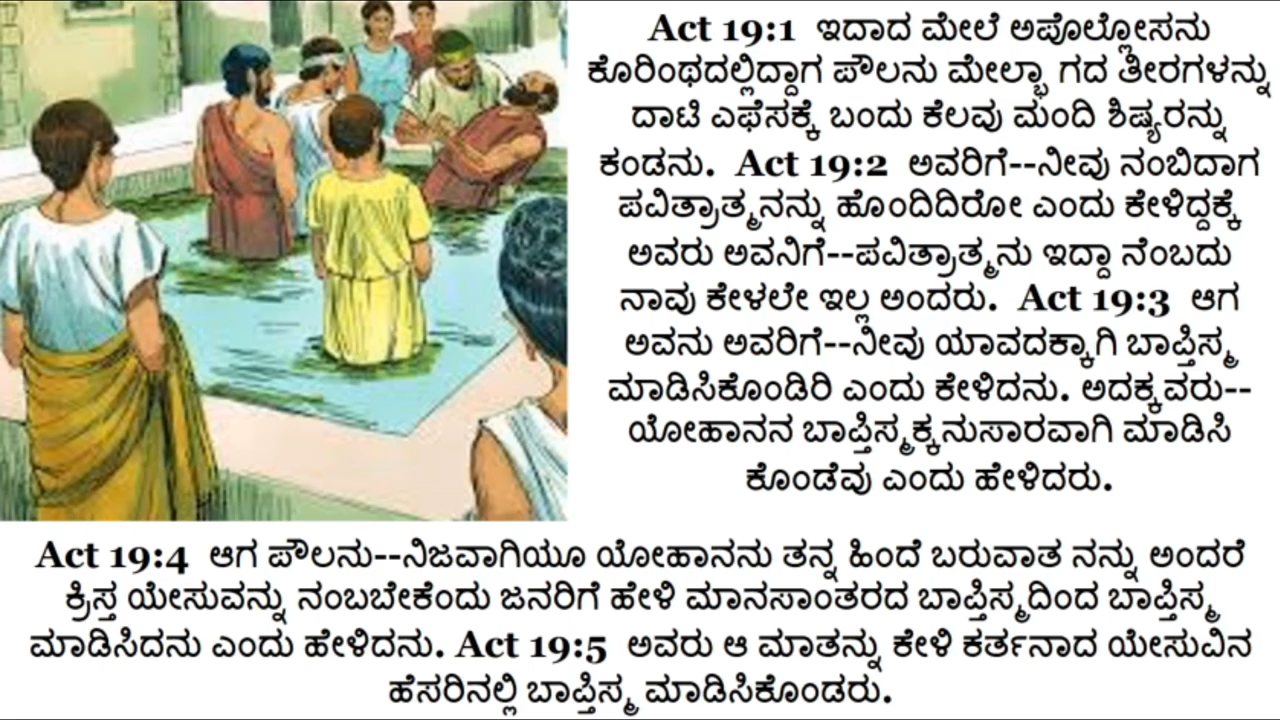 Act 19:1 ಇದಾದ ಮೇಲೆ ಅಪೊಲ್ಲೋಸನು
ಕೊರಿಂಥದಲ್ಲಿದ್ದಾಗ ಪೌಲನು ಮೇಲ್ಭಾ ಗದ ತೀರಗಳನ್ನು
ದಾಟಿ ಎಫೆಸಕ್ಕೆ ಬಂದು ಕೆಲವು ಮಂದಿ ಶಿಷ್ಯರನ್ನು
ಕಂಡನು. Act 19:2 ಅವರಿಗೆ--ನೀವು ನಂಬಿದಾಗ
ಪವಿತ್ರಾತ್ಮನನ್ನು ಹೊಂದಿದಿರೋ ಎಂದು ಕೇಳಿದ್ದಕ್ಕೆ
ಅವರು ಅವನಿಗೆ--ಪವಿತ್ರಾತ್ಮನು ಇದ್ದಾ ನೆಂಬದು
ನಾವು ಕೇಳಲೇ ಇಲ್ಲ ಅಂದರು. Act 19:3 ಆಗ
ಅವನು ಅವರಿಗೆ--ನೀವು ಯಾವದಕ್ಕಾಗಿ ಬಾಪ್ತಿಸ್ಮ
ಮಾಡಿಸಿಕೊಂಡಿರಿ ಎಂದು ಕೇಳಿದನು. ಅದಕ್ಕವರು--
ಯೋಹಾನನ ಬಾಪ್ತಿಸ್ಮಕ್ಕನುಸಾರವಾಗಿ ಮಾಡಿಸಿ
ಕೊಂಡೆವು ಎಂದು ಹೇಳಿದರು.
Act 19:4 ಆಗ ಪೌಲನು--ನಿಜವಾಗಿಯೂ ಯೋಹಾನನು ತನ್ನ ಹಿಂದೆ ಬರುವಾತ ನನ್ನು ಅಂದರೆ
ಕ್ರಿಸ್ತ ಯೇಸುವನ್ನು ನಂಬಬೇಕೆಂದು ಜನರಿಗೆ ಹೇಳಿ ಮಾನಸಾಂತರದ ಬಾಪ್ತಿಸ್ಮದಿಂದ ಬಾಪ್ತಿಸ್ಮ
ಮಾಡಿಸಿದನು ಎಂದು ಹೇಳಿದನು. Act 19:5 ಅವರು ಆ ಮಾತನ್ನು ಕೇಳಿ ಕರ್ತನಾದ ಯೇಸುವಿನ
ಹೆಸರಿನಲ್ಲಿ ಬಾಪ್ತಿಸ್ಮ ಮಾಡಿಸಿಕೊಂಡರು.